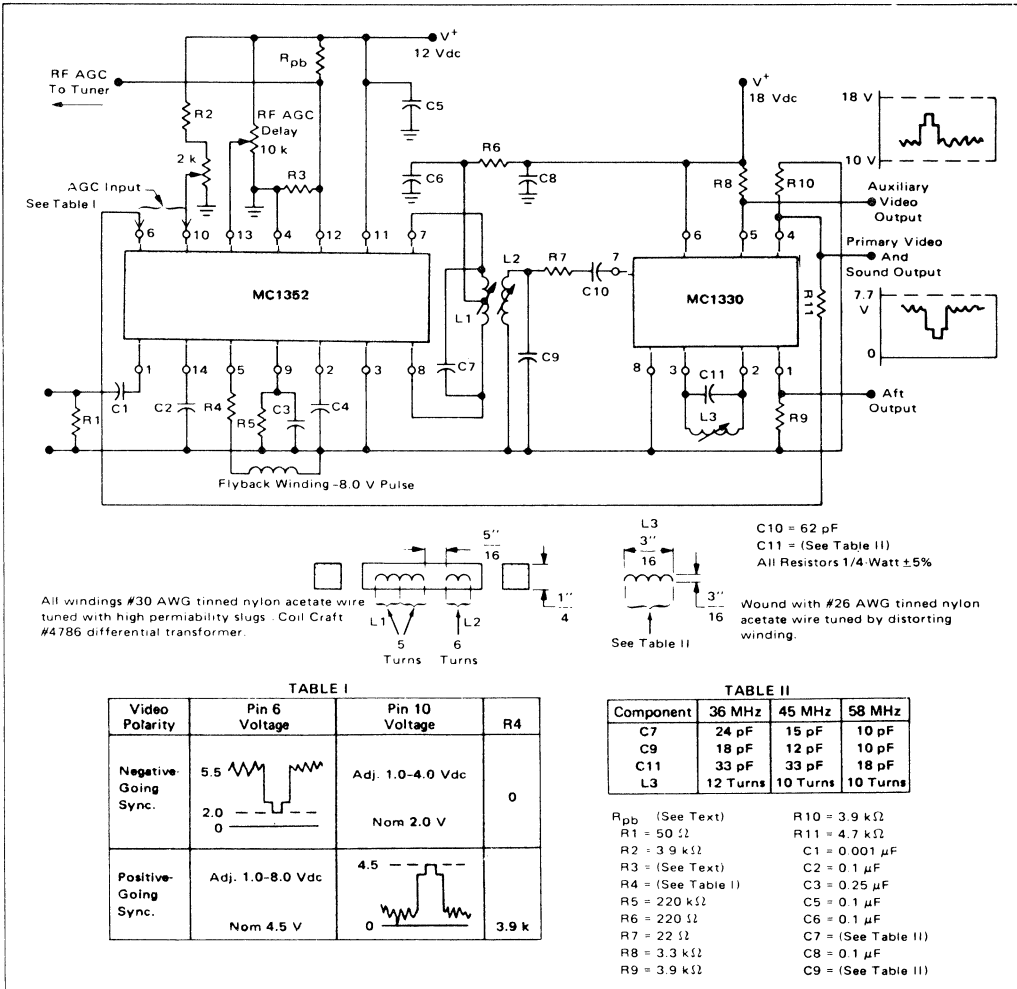 V+
12 Vdc
Rpb
RF AGC
To Tuner
R2
RF AGC
Delay
10 k
2 k
R3
C5
AGC Input
See Table I
6
10
13
4
12
11
7
MC1352
1
14
5
9
2
3
8
C1
R1
C2
R4
R5
C3
C4
Flyback Winding -8.0 V Pulse
C6
R6
C8
L1
L2
C7
R7
C10
7
C9
V+
18 Vdc
R8
R10
6
5
4
MC1330
R11
8
3
2
1
C11
L3
R9
18 V
10 V
Auxiliary
Video
Output
Primary Video
And
Sound Output
7.7
V
0
Aft
Output
5''
16
1''
4
L1
L2
5
Turns
6
Turns
All windings #30 AWG tinned nylon acetate wire
tuned with high permiability slugs . Coil Craft
#4786 differential transformer.
L3
3''
16
3''
16
See Table II
C10 = 62 pF
C11 = (See Table II)
All Resistors 1/4-Watt ±5%
Wound with #26 AWG tinned nylon
acetate wire tuned by distorting
winding.
TABLE I
Video
Polarity
Pin 6
Voltage
Pin 10
Voltage
R4
Negative-
Going
Sync.
5.5
2.0
0
Adj. 1.0-4.0 Vdc
Nom 2.0 V
0
Positive-
Going
Sync.
Adj. 1.0-8.0 Vdc
Nom 4.5 V
4.5
0
3.9 k
TABLE II
Component 36 MHz 45 MHz 58 MHz
C7 24 pF 15 pF 10 pF
C9 18 pF 12 pF 10 pF
C11 33 pF 33 pF 18 pF
L3 12 Turns 10 Turns 10 Turns
Rpb (See Text)
R1 = 50 Ω
R2 = 3.9 kΩ
R3 = (See Text)
R4 = (See Table I)
R5 = 220 kΩ
R6 = 220 Ω
R7 = 22 Ω
R8 = 3.3 kΩ
R9 = 3.9 kΩ
R10 = 3.9 kΩ
R11 = 4.7 kΩ
C1 = 0.001 µF
C2 = 0.1 µF
C3 = 0.25 µF
C5 = 0.1 µF
C6 = 0.1 µF
C7 = (See Table II)
C8 = 0.1 µF
C9 = (See Table II)